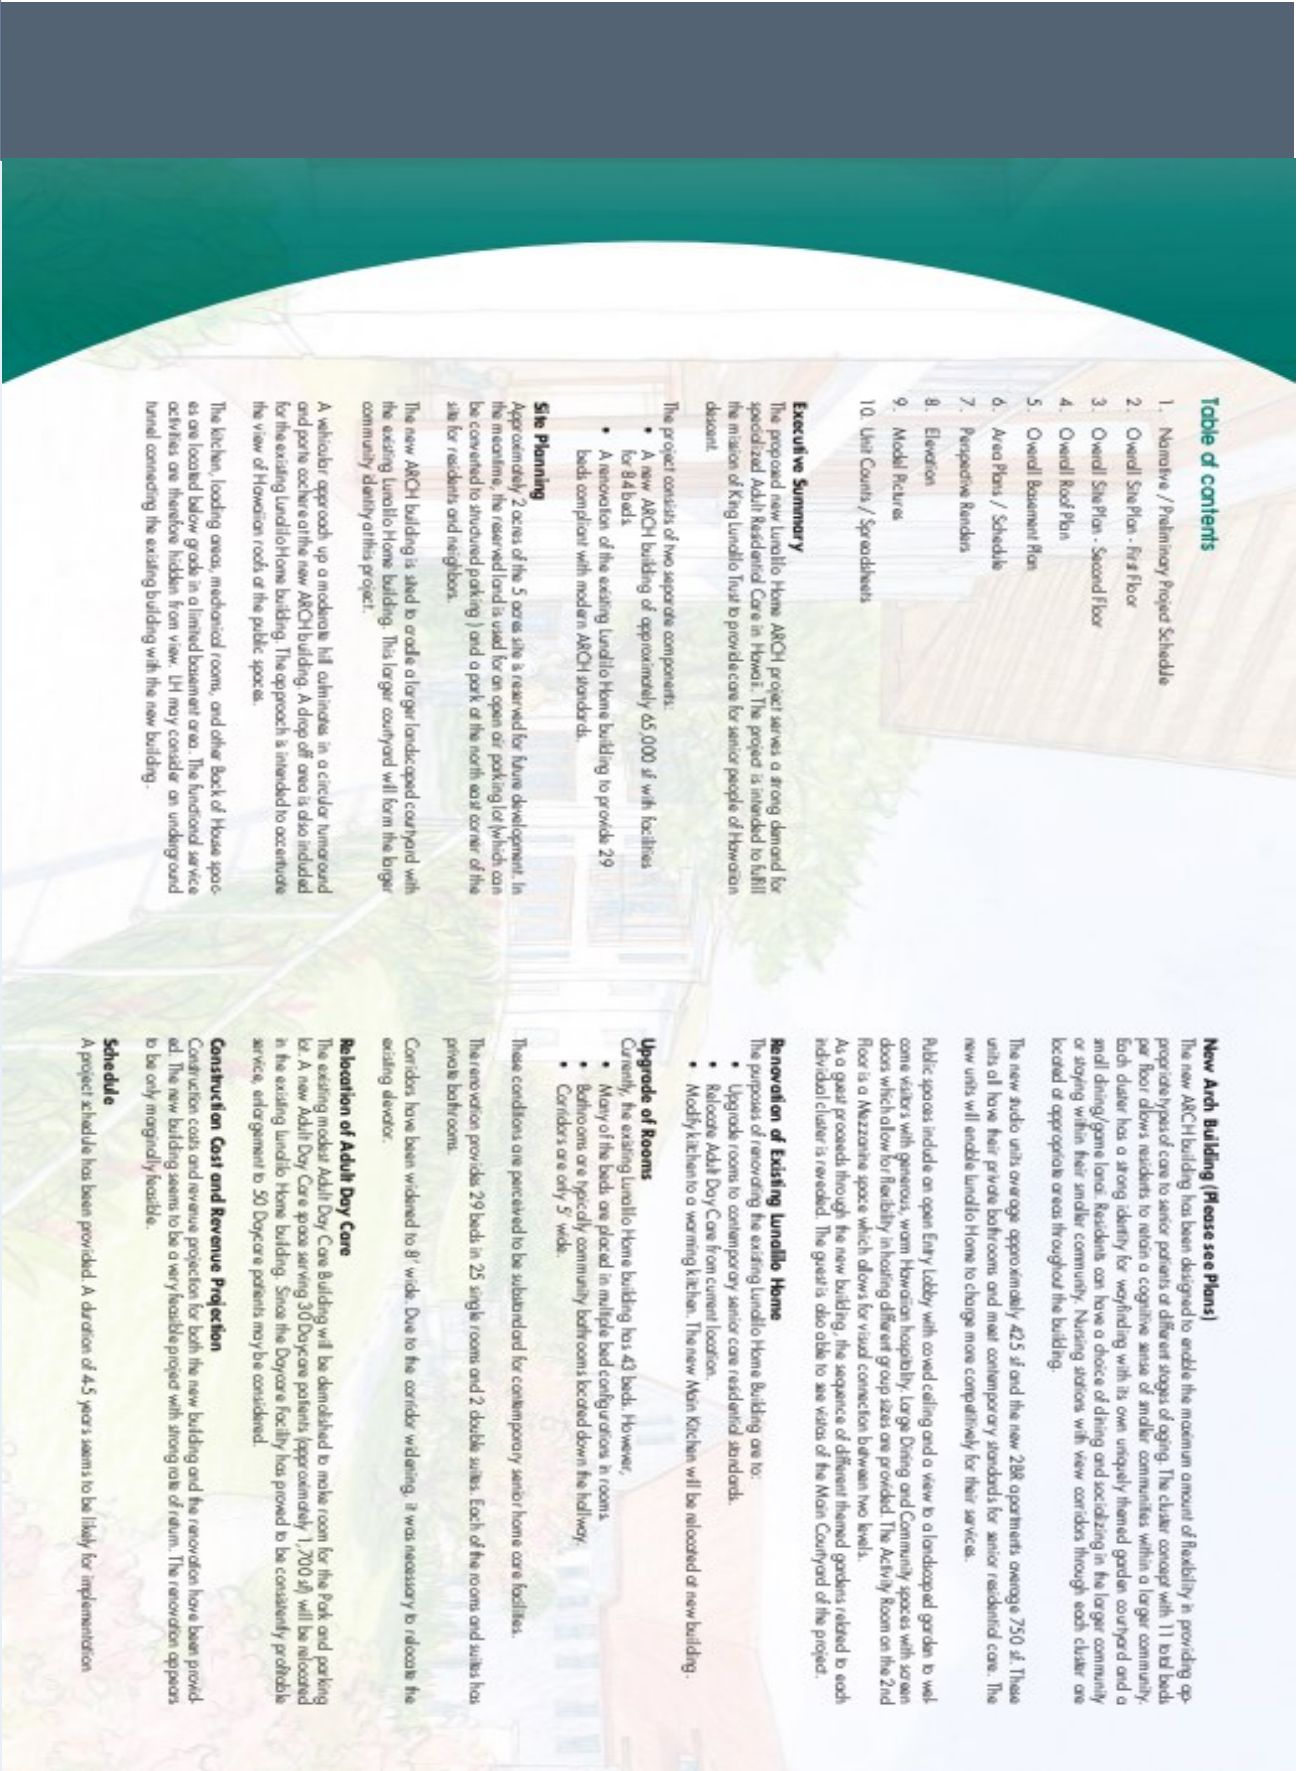 Table of contents
1. Narrative / Preliminary Project Schedule
2. Overall Site Plan - First Floor
3. Overall Site Plan - Second Floor
4. Overall Roof Plan
5. Overall Basement Plan
6. Area Plans / Schedule
7. Perspective Renders
8. Elevation
9. Model Pictures
10. Unit Counts / Spreadsheets
Executive Summary
The proposed new Lunalilo Home ARCH project serves a strong demand for
specialized Adult Residential Care in Hawaii. The project is intended to fulfill
the mission of King Lunalilo Trust to provide care for senior people of Hawaiian
descent.
The project consists of two separate components:
• A new ARCH building of approximately 65,000 sf with facilities
for 84 beds.
• A renovation of the existing Lunalilo Home building to provide 29
beds compliant with modern ARCH standards.
Site Planning
Approximately 2 acres of the 5 acres site is reserved for future development. In
the meantime, the reserved land is used for an open air parking lot (which can
be converted to structured parking ) and a park at the north east corner of the
site for residents and neighbors.
The new ARCH building is sited to cradle a larger landscaped courtyard with
the existing Lunalilo Home building. This larger courtyard will form the larger
community identity at this project.
A vehicular approach up a moderate hill culminates in a circular turnaround
and porte cochere at the new ARCH building. A drop off area is also included
for the existing Lunalilo Home building. The approach is intended to accentuate
the view of Hawaiian roofs at the public spaces.
The kitchen, loading areas, mechanical rooms, and other Back of House spac-
es are located below grade in a limited basement area. The functional service
activities are therefore hidden from view. LH may consider an underground
tunnel connecting the existing building with the new building.
New Arch Building (Please see Plans)
The new ARCH building has been designed to enable the maximum amount of flexibility in providing ap-
propriate types of care to senior patients at different stages of aging. The cluster concept with 11 total beds
per floor allows residents to retain a cognitive sense of smaller communities within a larger community.
Each cluster has a strong identity for wayfinding with its own uniquely themed garden courtyard and a
small dining/game lanai. Residents can have a choice of dining and socializing in the larger community
or staying within their smaller community. Nursing stations with view corridors through each cluster are
located at appropriate areas throughout the building.
The new studio units average approximately 425 sf and the new 2BR apartments average 750 sf. These
units all have their private bathrooms and meet contemporary standards for senior residential care. The
new units will enable Lunalilo Home to charge more competitively for their services.
Public spaces include an open Entry Lobby with coved ceiling and a view to a landscaped garden to wel-
come visitors with generous, warm Hawaiian hospitality. Large Dining and Community spaces with screen
doors which allow for flexibility in hosting different group sizes are provided. The Activity Room on the 2nd
Floor is a Mezzanine space which allows for visual connection between two levels.
As a guest proceeds through the new building, the sequence of different themed gardens related to each
individual cluster is revealed. The guest is also able to see vistas of the Main Courtyard of the project.
Renovation of Existing Lunalilo Home
The purposes of renovating the existing Lunalilo Home Building are to:
• Upgrade rooms to contemporary senior care residential standards.
• Relocate Adult Day Care from current location.
• Modify kitchen to a warming kitchen. The new Main Kitchen will be relocated at new building.
Upgrade of Rooms
Currently, the existing Lunalilo Home building has 43 beds. However,
• Many of the beds are placed in multiple bed configurations in rooms.
• Bathrooms are typically community bathrooms located down the hallway.
• Corridors are only 5' wide.
These conditions are perceived to be substandard for contemporary senior home care facilities.
The renovation provides 29 beds in 25 single rooms and 2 double suites. Each of the rooms and suites has
private bathrooms.
Corridors have been widened to 8' wide. Due to the corridor widening, it was necessary to relocate the
existing elevator.
Relocation of Adult Day Care
The existing modest Adult Day Care Building will be demolished to make room for the Park and parking
lot. A new Adult Day Care space serving 30 Daycare patients (approximately 1,700 sf) will be relocated
in the existing Lunalilo Home building. Since the Daycare Facility has proved to be consistently profitable
service, enlargement to 50 Daycare patients may be considered.
Construction Cost and Revenue Projection
Construction costs and revenue projection for both the new building and the renovation have been provid-
ed. The new building seems to be a very feasible project with strong rate of return. The renovation appears
to be only marginally feasible.
Schedule
A project schedule has been provided. A duration of 4-5 years seems to be likely for implementation